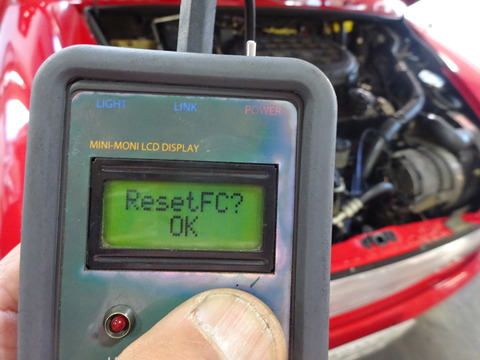 LIGHT LINK POWER
MINI-MONI LCD DISPLAY
ResetFC?
OK